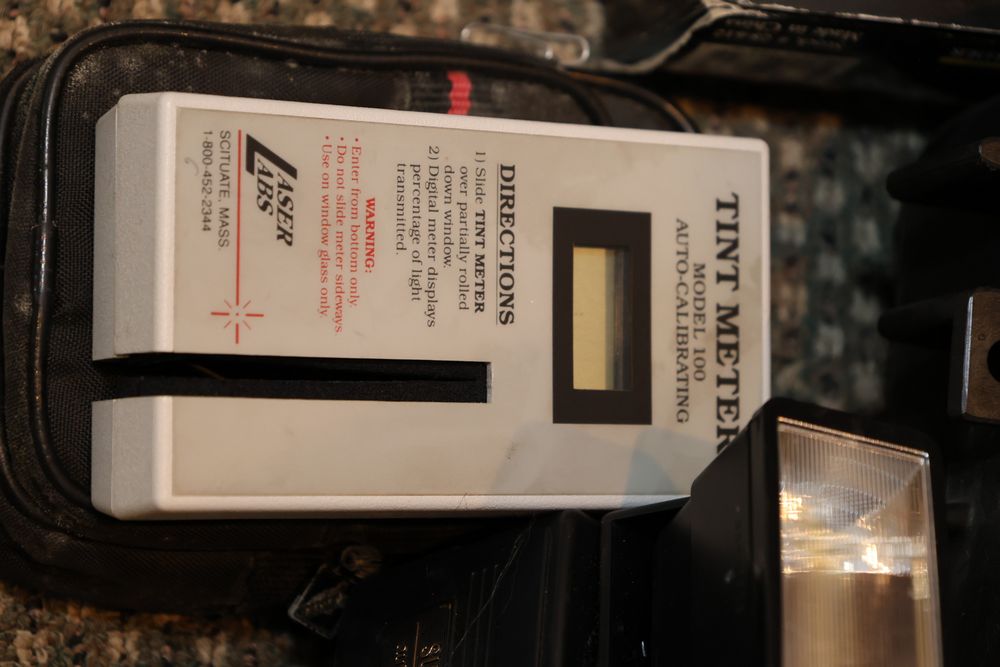 TINT METER
MODEL 100
AUTO-CALIBRATING
DIRECTIONS
1) Slide TINT METER
over partially rolled
down window.
2) Digital meter displays
percentage of light
transmitted.
WARNING:
• Enter from bottom only.
• Do not slide meter sideways
• Use on window glass only.
LASER
LABS
SCITUATE, MASS.
1-800-452-2344